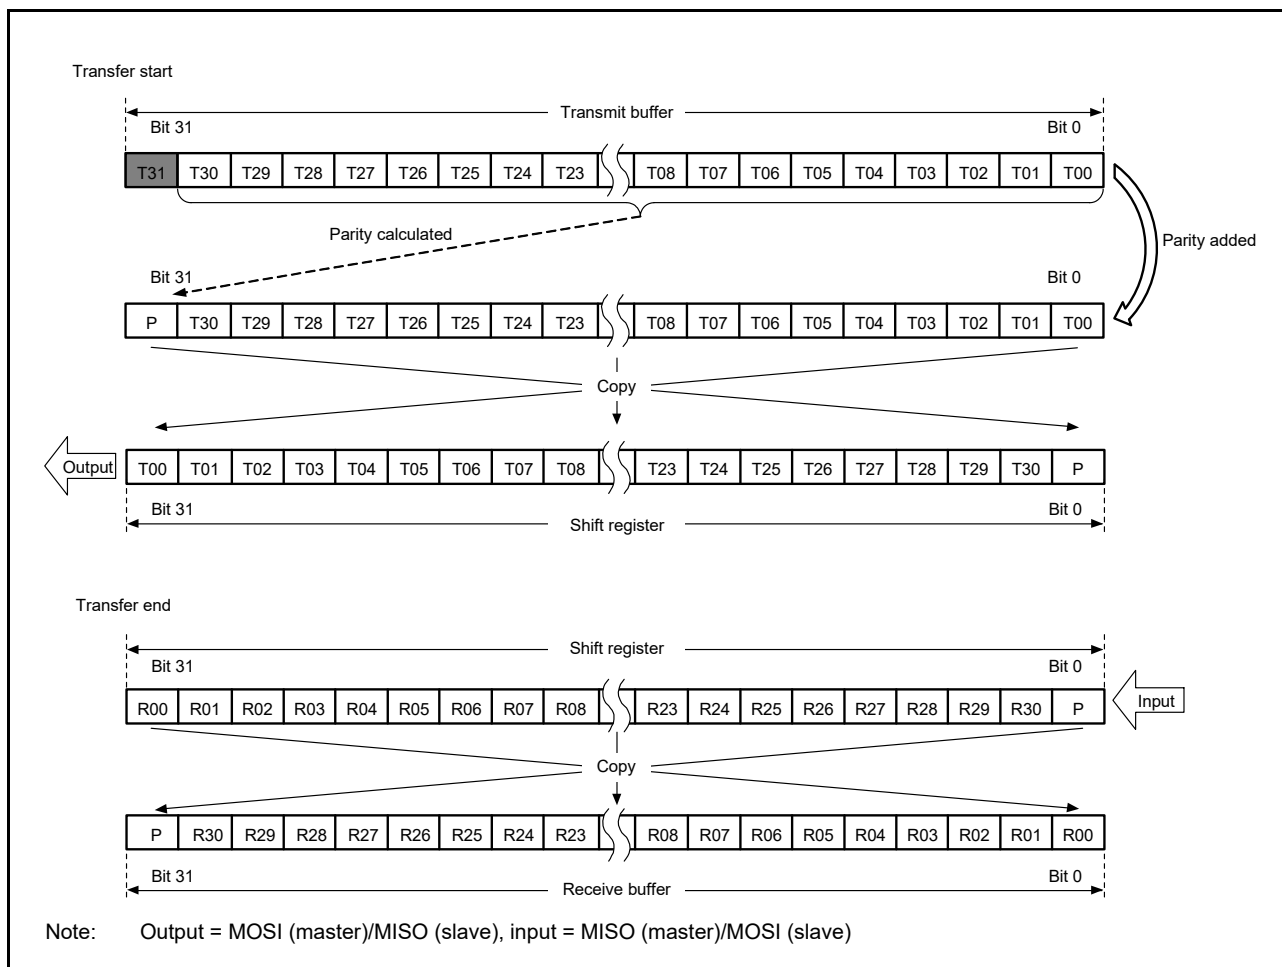 Transfer start
Transmit buffer
Bit 31 Bit 0
T31 T30 T29 T28 T27 T26 T25 T24 T23 T08 T07 T06 T05 T04 T03 T02 T01 T00
Parity calculated
Parity added
Bit 31 Bit 0
P T30 T29 T28 T27 T26 T25 T24 T23 T08 T07 T06 T05 T04 T03 T02 T01 T00
Copy
Output T00 T01 T02 T03 T04 T05 T06 T07 T08 T23 T24 T25 T26 T27 T28 T29 T30 P
Bit 31 Bit 0
Shift register
Transfer end
Shift register
Bit 31 Bit 0
R00 R01 R02 R03 R04 R05 R06 R07 R08 R23 R24 R25 R26 R27 R28 R29 R30 P Input
Copy
P R30 R29 R28 R27 R26 R25 R24 R23 R08 R07 R06 R05 R04 R03 R02 R01 R00
Bit 31 Bit 0
Receive buffer
Note: Output = MOSI (master)/MISO (slave), input = MISO (master)/MOSI (slave)